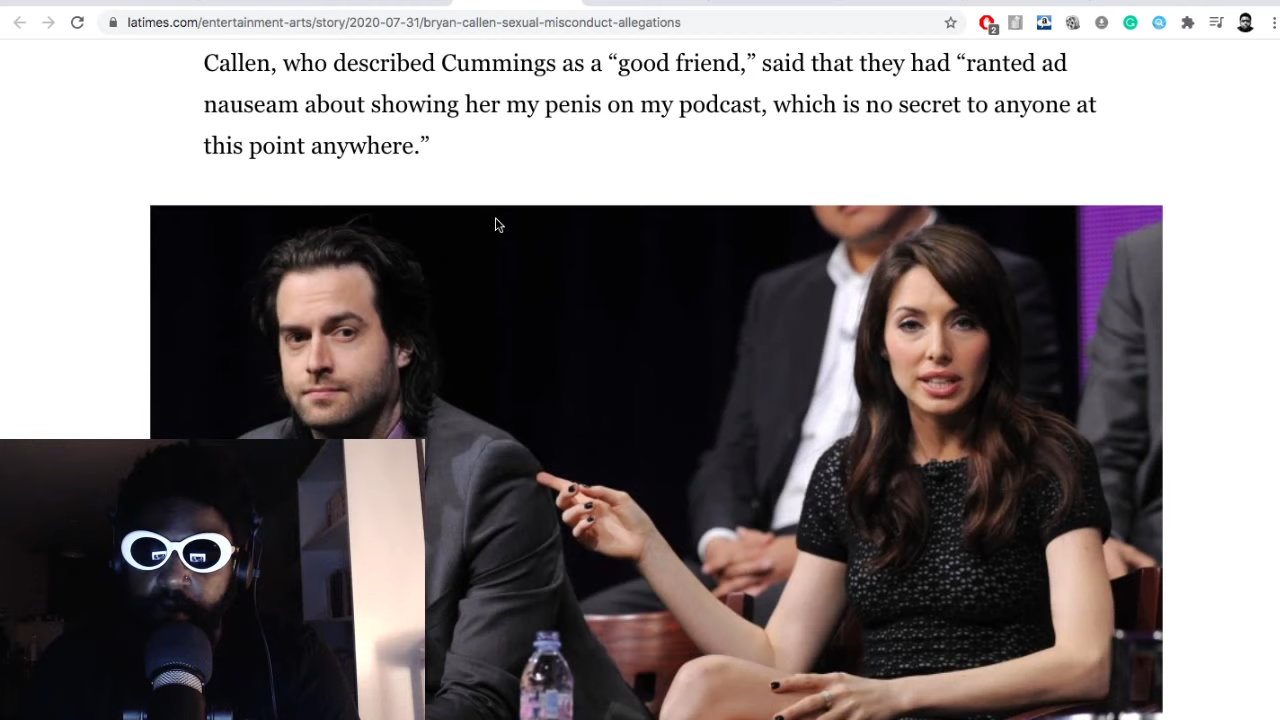 latimes.com/entertainment-arts/story/2020-07-31/bryan-callen-sexual-misconduct-allegations
2
Callen, who described Cummings as a “good friend,” said that they had “ranted ad
nauseam about showing her my penis on my podcast, which is no secret to anyone at
this point anywhere.”